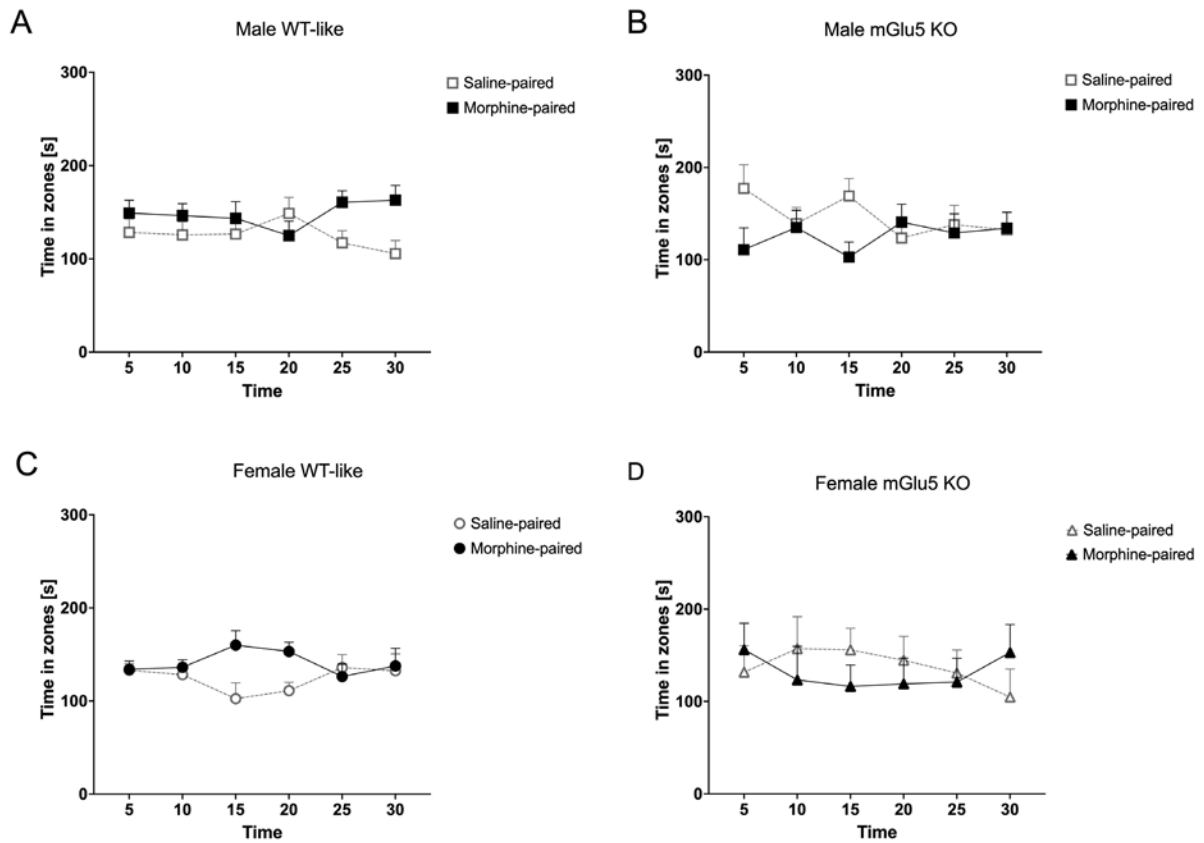 A
Male WT-like
Saline-paired
Morphine-paired
Time in zones [s]
300
200
100
0
5 10 15 20 25 30
Time
B
Male mGlu5 KO
Saline-paired
Morphine-paired
Time in zones [s]
300
200
100
0
5 10 15 20 25 30
Time
C
Female WT-like
Saline-paired
Morphine-paired
Time in zones [s]
300
200
100
0
5 10 15 20 25 30
Time
D
Female mGlu5 KO
Saline-paired
Morphine-paired
Time in zones [s]
300
200
100
0
5 10 15 20 25 30
Time